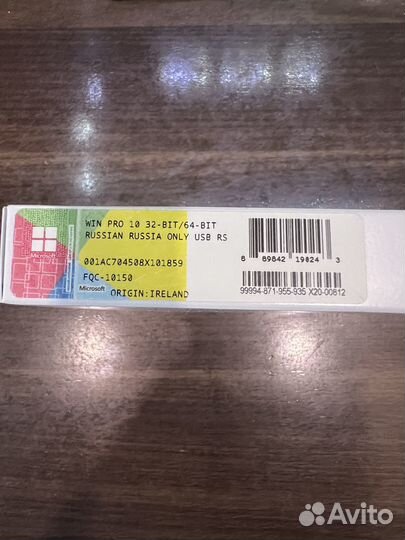 WIN PRO 10 32-BIT/64-BIT
RUSSIAN RUSSIA ONLY USB RS
001AC704508X101859
FQC-10150
ORIGIN:IRELAND
Microsoft
Microsoft
8 89842 19824 3
99994-871-955-935 X20-00812
Avito